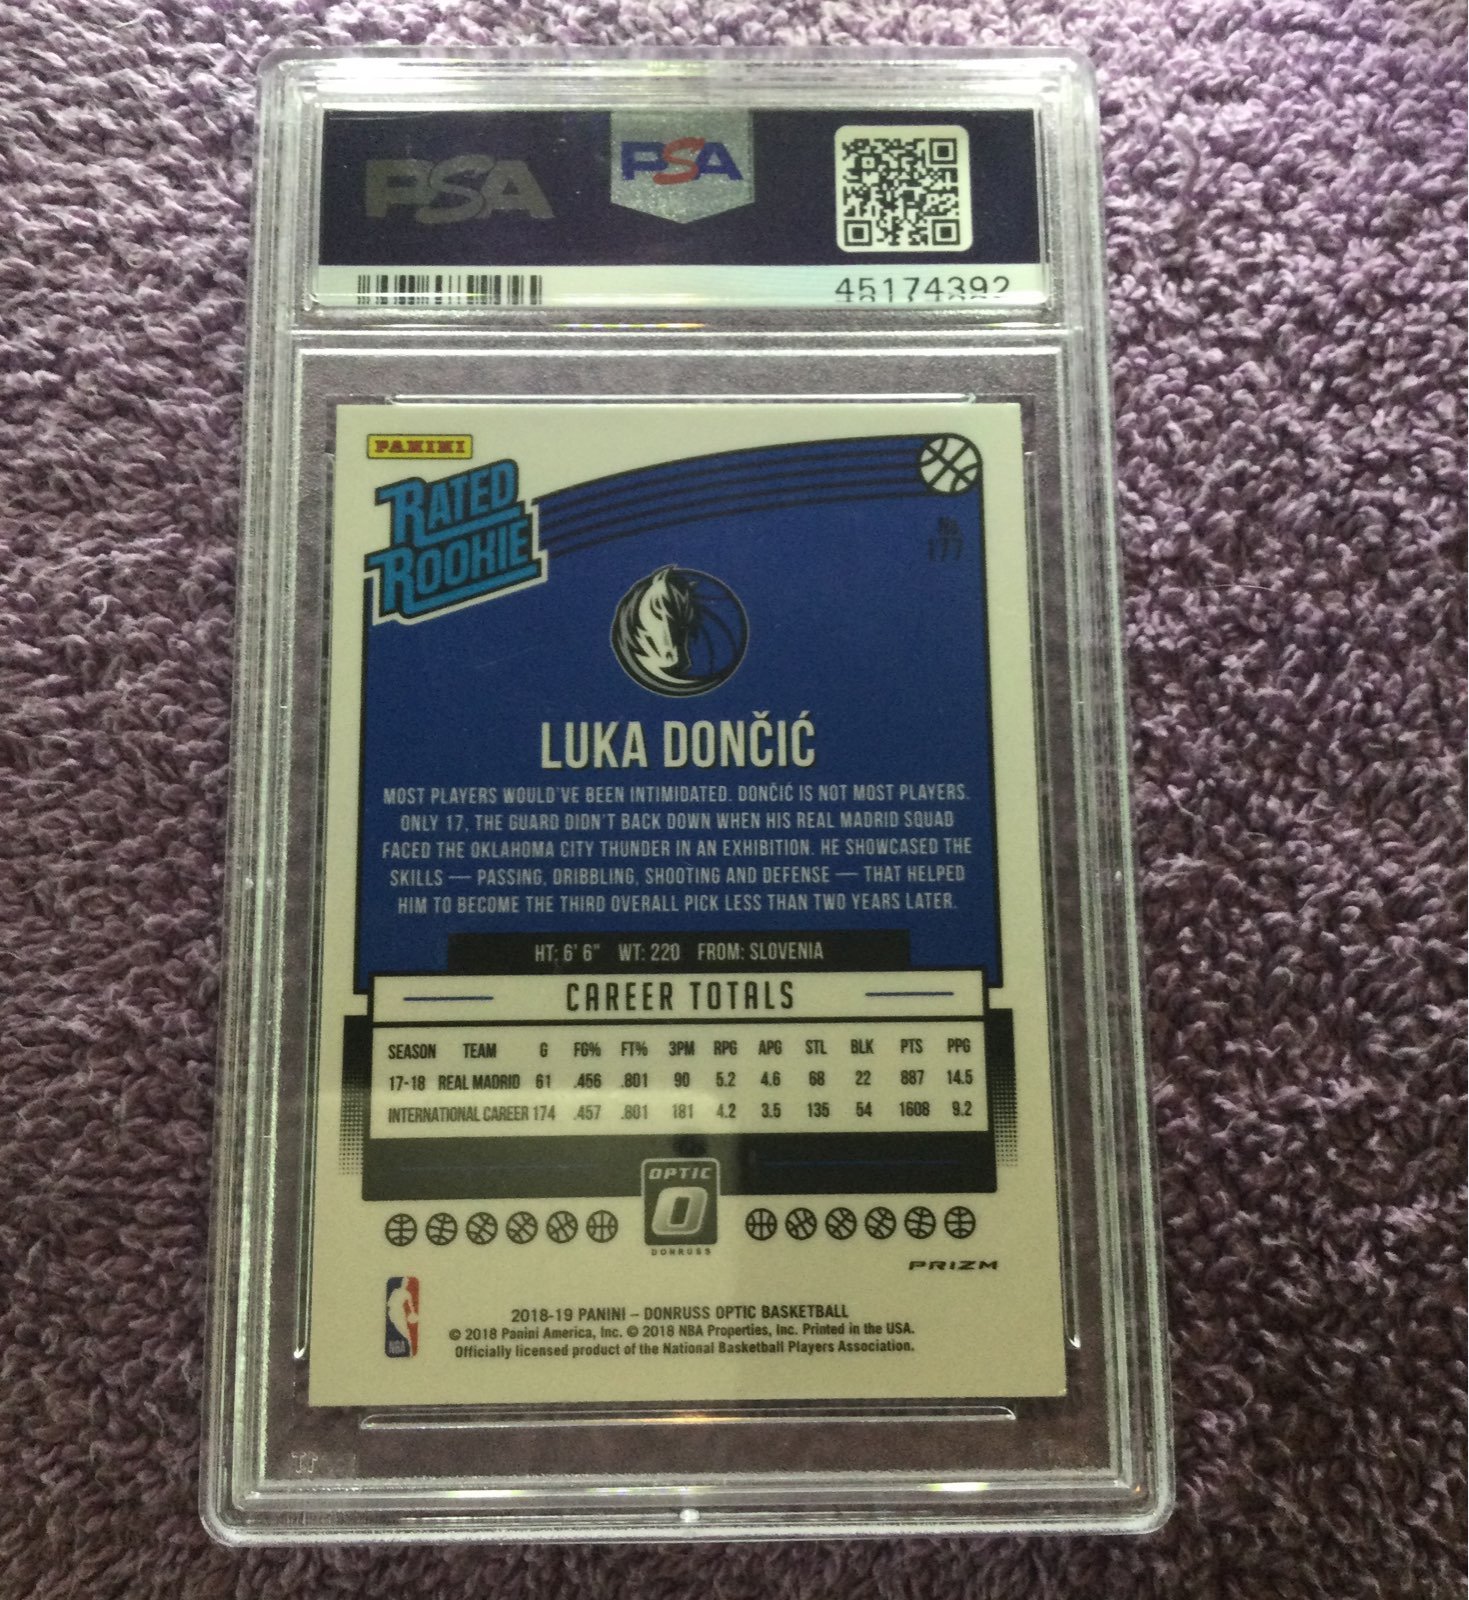 PSA
PSA
45174392
PANINI
RATED
ROOKIE
No
177
LUKA DONČIĆ
MOST PLAYERS WOULD'VE BEEN INTIMIDATED. DONČIĆ IS NOT MOST PLAYERS.
ONLY 17, THE GUARD DIDN'T BACK DOWN WHEN HIS REAL MADRID SQUAD
FACED THE OKLAHOMA CITY THUNDER IN AN EXHIBITION. HE SHOWCASED THE
SKILLS — PASSING, DRIBBLING, SHOOTING AND DEFENSE — THAT HELPED
HIM TO BECOME THE THIRD OVERALL PICK LESS THAN TWO YEARS LATER.
HT: 6' 6" WT: 220 FROM: SLOVENIA
CAREER TOTALS
SEASON TEAM G FG% FT% 3PM RPG APG STL BLK PTS PPG
17-18 REAL MADRID 61 .456 .801 90 5.2 4.6 68 22 887 14.5
INTERNATIONAL CAREER 174 .457 .801 181 4.2 3.5 135 54 1608 9.2
OPTIC
O
DONRUSS
PRIZM
NBA
2018-19 PANINI – DONRUSS OPTIC BASKETBALL
© 2018 Panini America, Inc. © 2018 NBA Properties, Inc. Printed in the USA.
Officially licensed product of the National Basketball Players Association.